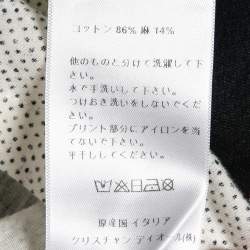 コットン 86% 麻 14%
他のものと分けて洗濯して下
さい。
水で手洗いして下さい。
つけおき洗いをしないでくださ
い。
プリント部分にアイロンを当
てないで下さい。
平干ししてください。
原産国 イタリア
クリスチャン ディオール(株)